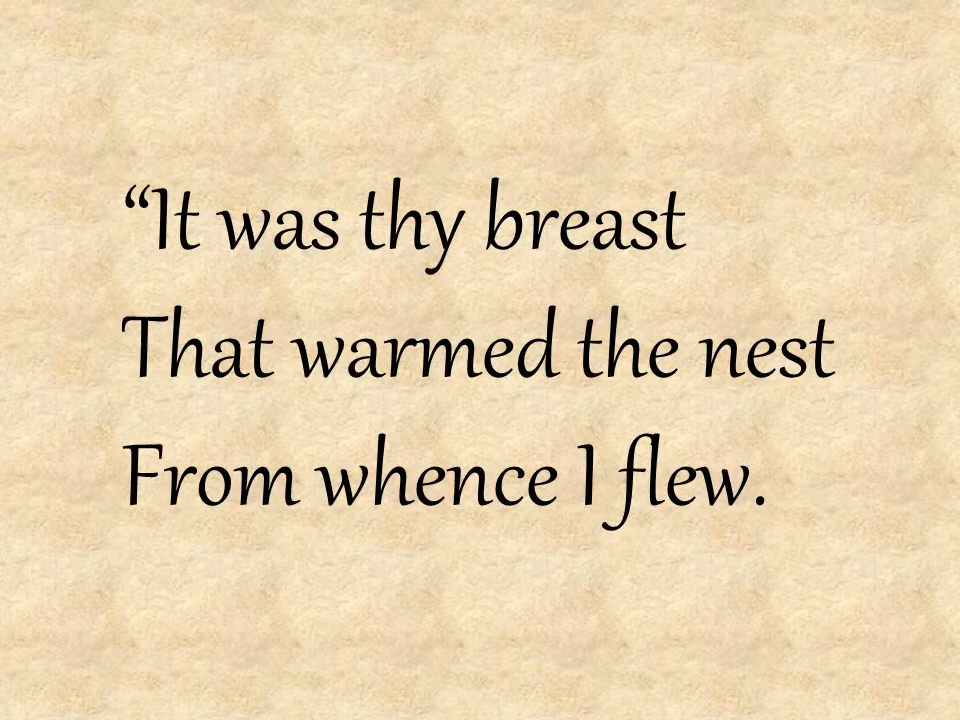 “It was thy breast
That warmed the nest
From whence I flew.